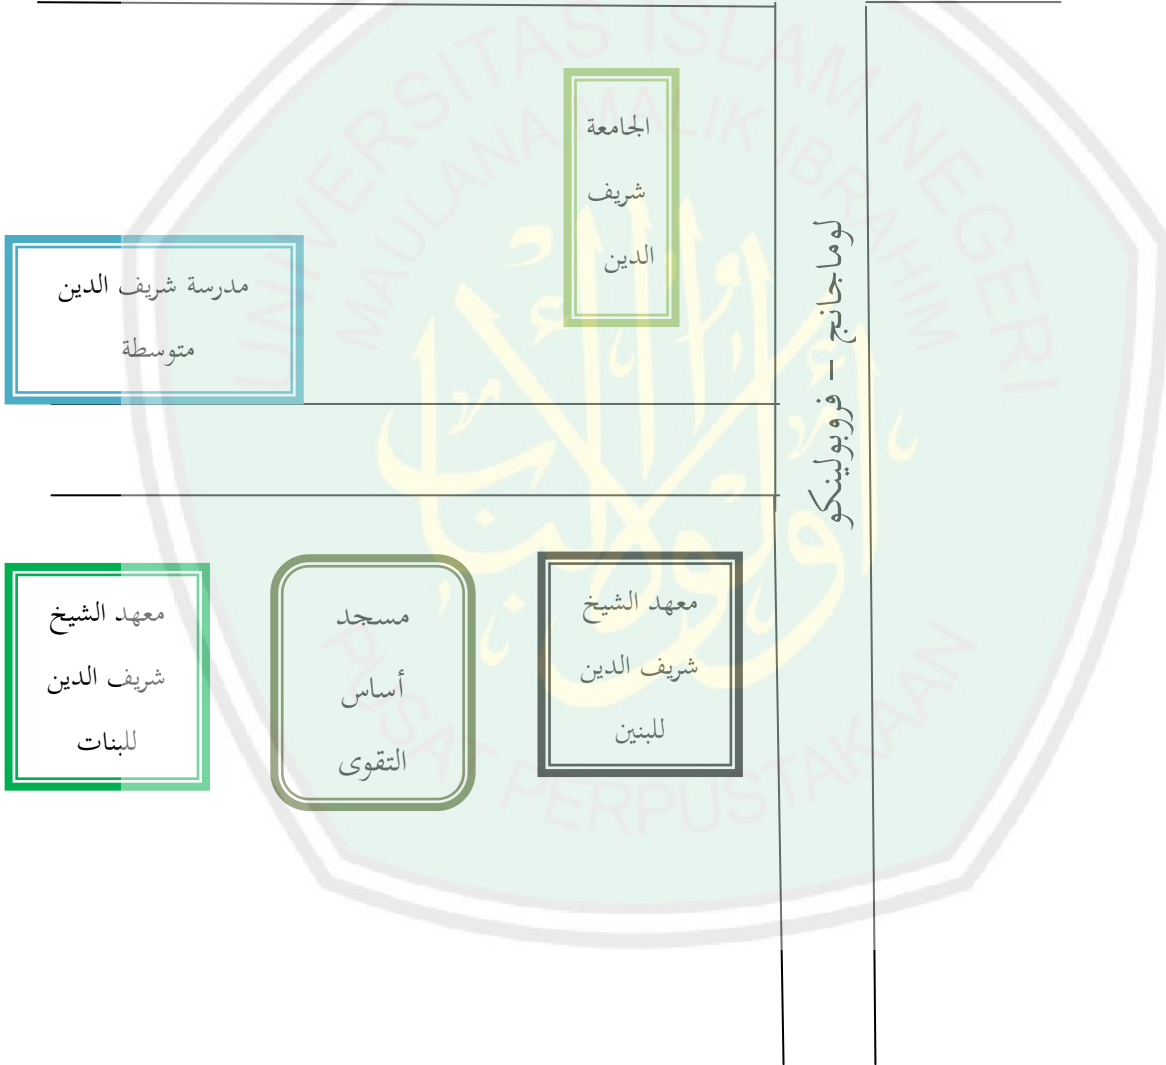 الجامعة
شريف
الدين
مدرسة شريف الدين
متوسطة
لوماجانج – فروبولينكو
معهد الشيخ
شريف الدين
للبنين
مسجد
أساس
التقوى
معهد الشيخ
شريف الدين
للبنات
UNIVERSITAS ISLAM NEGERI
MAULANA MALIK IBRAHIM
PUSAT PERPUSTAKAAN